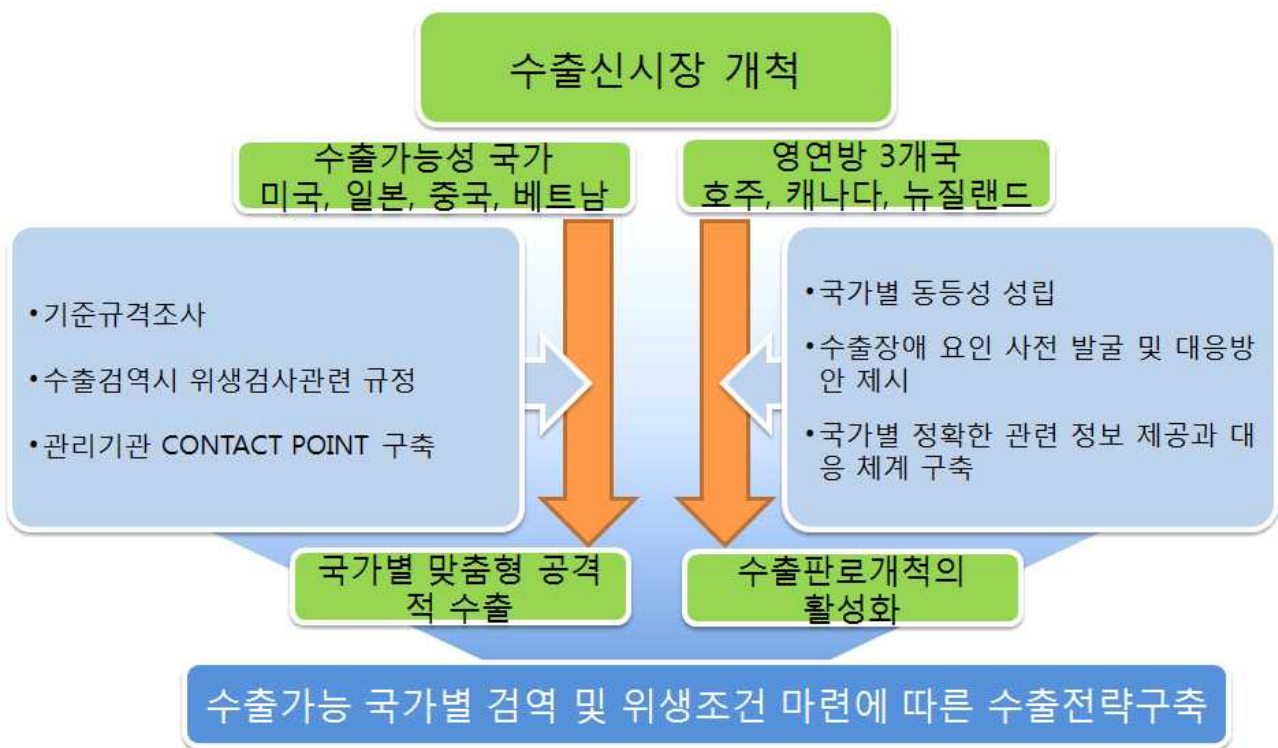 수출신시장 개척
수출가능성 국가
미국, 일본, 중국, 베트남
영연방 3개국
호주, 캐나다, 뉴질랜드
•기준규격조사
•수출검역시 위생검사관련 규정
•관리기관 CONTACT POINT 구축
•국가별 동등성 성립
•수출장애 요인 사전 발굴 및 대응방
안 제시
•국가별 정확한 관련 정보 제공과 대
응 체계 구축
국가별 맞춤형 공격
적 수출
수출판로개척의
활성화
수출가능 국가별 검역 및 위생조건 마련에 따른 수출전략구축